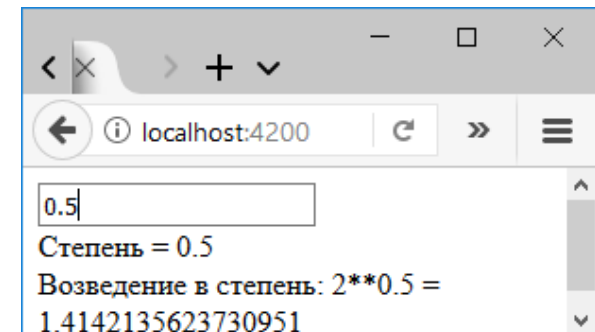 localhost:4200
0.5
Степень = 0.5
Возведение в степень: 2**0.5 =
1.4142135623730951